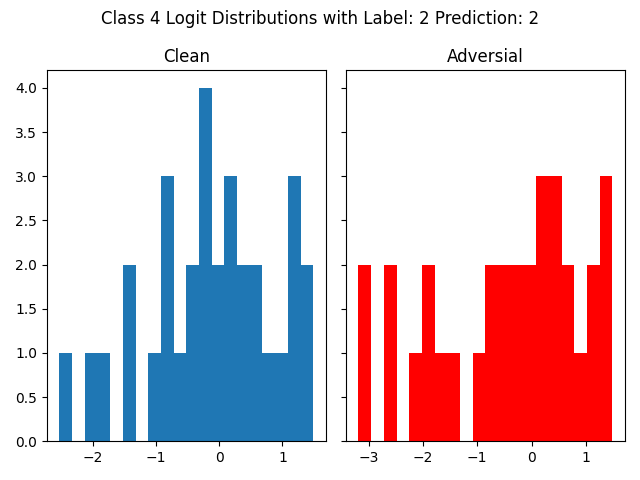 Class 4 Logit Distributions with Label: 2 Prediction: 2
Clean
Adversial
4.0
3.5
3.0
2.5
2.0
1.5
1.0
0.5
0.0
−2 −1 0 1
−3 −2 −1 0 1